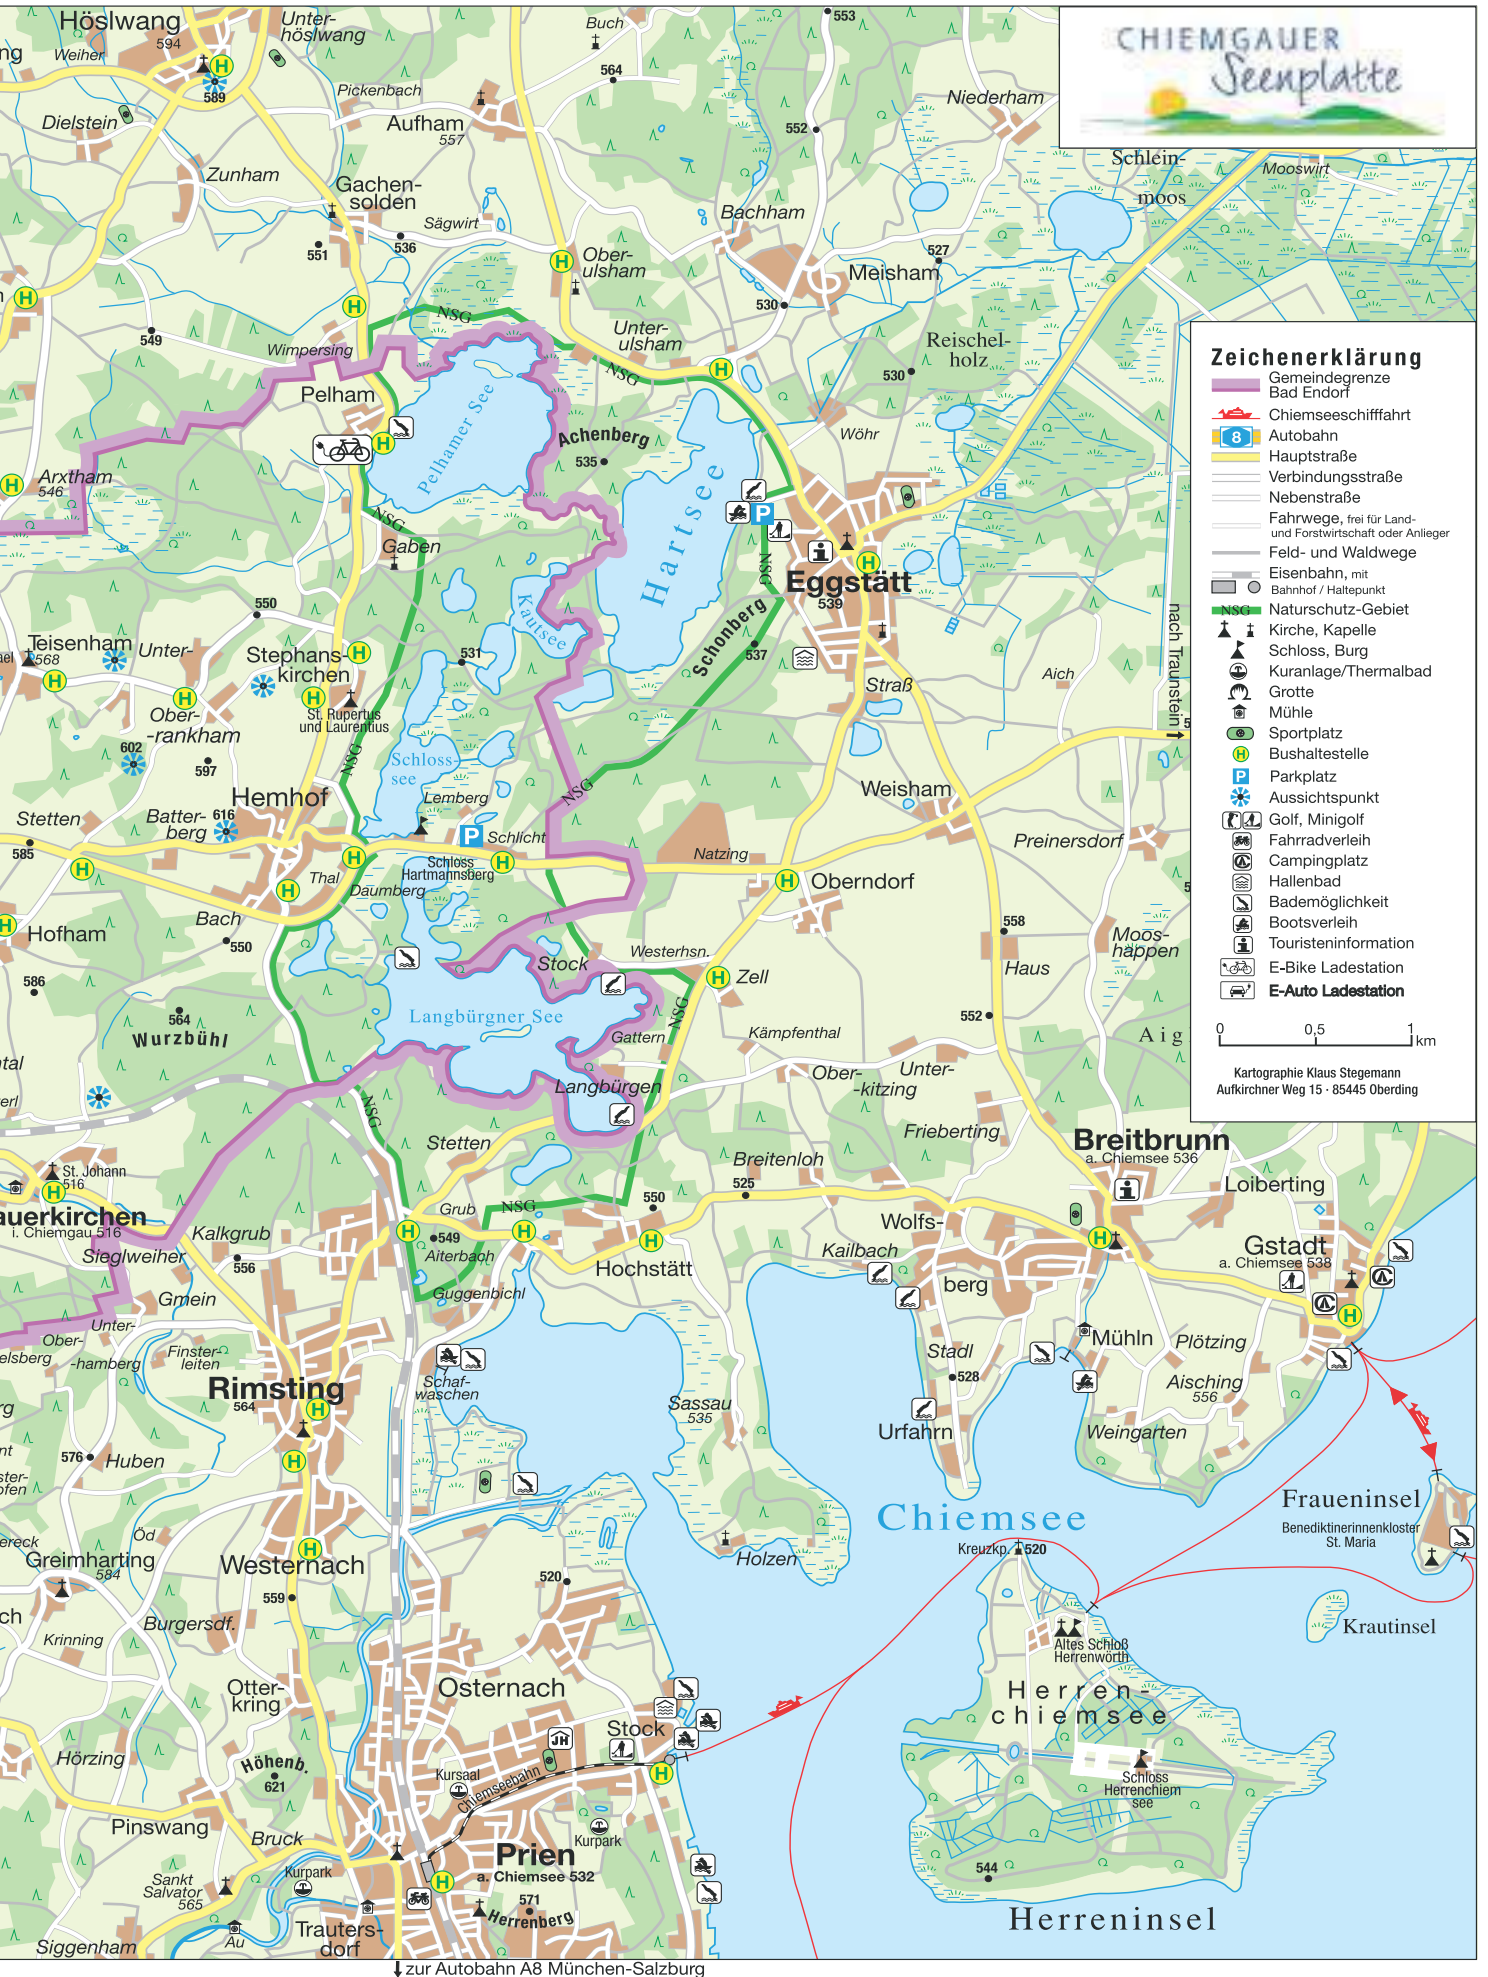 CHIEMGAUER
Seenplatte
Höslwang
594
Weiher
Unter-
höslwang
589
Dielstein
Pickenbach
Aufham
557
Buch
564
553
552
Niederham
Schlein-
moos
Mooswirt
Zunham
Gachen-
solden
Sägwirt
551
536
Bachham
Ober-
ulsham
Meisham
527
530
549
Wimpersing
NSG
Unter-
ulsham
NSG
Reischel-
holz
530
Pelham
Pelhamer See
Achenberg
535
Hartsee
Wöhr
Arxtham
546
NSG
Gaben
NSG
Eggstätt
539
Kautsee
Schonberg
537
550
Teisenham
568
Unter-
Stephans-
kirchen
St. Rupertus
und Laurentius
531
Ober-
-rankham
602
597
NSG
Schloss-
see
Lemberg
NSG
Straß
Aich
nach Traunstein
Weisham
Hemhof
Stetten
585
Batter-
berg
616
Schlicht
Schloss
Hartmannsberg
Natzing
Preinersdorf
Thal
Daumberg
Oberndorf
Bach
550
Hofham
586
558
Moos-
happen
Haus
Stock
Westerhsn.
Zell
NSG
564
Wurzbühl
Langbürgner See
Gattern
Kämpfenthal
552
Aig
Langbürgen
Ober-
-kitzing
Unter-
NSG
Stetten
Frieberting
Breitbrunn
a. Chiemsee 536
St. Johann
516
auerkirchen
i. Chiemgau 516
Sieglweiher
Kalkgrub
556
Grub
NSG
549
Aiterbach
Guggenbichl
Breitenloh
525
550
Hochstätt
Wolfs-
berg
Kailbach
Loiberting
Gstadt
a. Chiemsee 538
Gmein
Unter-
Ober-
-hamberg
elsberg
Finster-
leiten
Rimsting
564
Schaf-
waschen
Sassau
535
Stadl
528
Urfahrn
Mühln
Plötzing
Aisching
556
Weingarten
576
Huben
Öd
Greimharting
584
Westernach
559
Burgersdf.
Krinning
Holzen
520
Chiemsee
Kreuzkp.
520
Fraueninsel
Benediktinerinnenkloster
St. Maria
Krautinsel
Altes Schloß
Herrenwörth
Herren-
chiemsee
Schloss
Herrenchiem
see
544
Herreninsel
Otter-
kring
Osternach
Stock
JH
Kursaal
Chiemseebahn
Hörzing
Höhenb.
621
Pinswang
Bruck
Kurpark
Prien
a. Chiemsee 532
Kurpark
Sankt
Salvator
565
571
Herrenberg
Trauters-
dorf
Au
Siggenham
zur Autobahn A8 München-Salzburg
Zeichenerklärung
Gemeindegrenze
Bad Endorf
Chiemseeschifffahrt
8
Autobahn
Hauptstraße
Verbindungsstraße
Nebenstraße
Fahrwege, frei für Land-
und Forstwirtschaft oder Anlieger
Feld- und Waldwege
Eisenbahn, mit
Bahnhof / Haltepunkt
NSG
Naturschutz-Gebiet
Kirche, Kapelle
Schloss, Burg
Kuranlage/Thermalbad
Grotte
Mühle
Sportplatz
H
Bushaltestelle
P
Parkplatz
Aussichtspunkt
Golf, Minigolf
Fahrradverleih
Campingplatz
Hallenbad
Bademöglichkeit
Bootsverleih
Touristeninformation
E-Bike Ladestation
E-Auto Ladestation
0 0,5 1
km
Kartographie Klaus Stegemann
Aufkirchner Weg 15 · 85445 Oberding